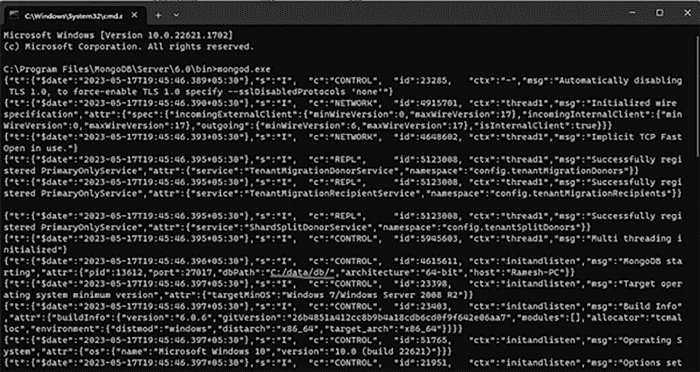 C:\Windows\System32\cmd.e
Microsoft Windows [Version 10.0.22621.1702]
(c) Microsoft Corporation. All rights reserved.
C:\Program Files\MongoDB\Server\6.0\bin>mongod.exe
{"t":{"$date":"2023-05-17T19:45:46.389+05:30"},"s":"I",  "c":"CONTROL",  "id":23285,   "ctx":"-","msg":"Automatically disabling
 TLS 1.0, to force-enable TLS 1.0 specify --sslDisabledProtocols 'none'"}
{"t":{"$date":"2023-05-17T19:45:46.390+05:30"},"s":"I",  "c":"NETWORK",  "id":4915701, "ctx":"thread1","msg":"Initialized wire
specification","attr":{"spec":{"incomingExternalClient":{"minWireVersion":0,"maxWireVersion":17},"incomingInternalClient":{"min
WireVersion":0,"maxWireVersion":17},"outgoing":{"minWireVersion":6,"maxWireVersion":17},"isInternalClient":true}}}
{"t":{"$date":"2023-05-17T19:45:46.393+05:30"},"s":"I",  "c":"NETWORK",  "id":4648602, "ctx":"thread1","msg":"Implicit TCP Fast
Open in use."}
{"t":{"$date":"2023-05-17T19:45:46.395+05:30"},"s":"I",  "c":"REPL",     "id":5123008, "ctx":"thread1","msg":"Successfully regi
stered PrimaryOnlyService","attr":{"service":"TenantMigrationDonorService","namespace":"config.tenantMigrationDonors"}}
{"t":{"$date":"2023-05-17T19:45:46.395+05:30"},"s":"I",  "c":"REPL",     "id":5123008, "ctx":"thread1","msg":"Successfully regi
stered PrimaryOnlyService","attr":{"service":"TenantMigrationRecipientService","namespace":"config.tenantMigrationRecipients"}}
{"t":{"$date":"2023-05-17T19:45:46.395+05:30"},"s":"I",  "c":"REPL",     "id":5123008, "ctx":"thread1","msg":"Successfully regi
stered PrimaryOnlyService","attr":{"service":"ShardSplitDonorService","namespace":"config.tenantSplitDonors"}}
{"t":{"$date":"2023-05-17T19:45:46.395+05:30"},"s":"I",  "c":"CONTROL",  "id":5945603, "ctx":"thread1","msg":"Multi threading i
nitialized"}
{"t":{"$date":"2023-05-17T19:45:46.396+05:30"},"s":"I",  "c":"CONTROL",  "id":4615611, "ctx":"initandlisten","msg":"MongoDB sta
rting","attr":{"pid":13612,"port":27017,"dbPath":"C:/data/db/","architecture":"64-bit","host":"Ramesh-PC"}}
{"t":{"$date":"2023-05-17T19:45:46.397+05:30"},"s":"I",  "c":"CONTROL",  "id":23398,   "ctx":"initandlisten","msg":"Target oper
ating system minimum version","attr":{"targetMinOS":"Windows 7/Windows Server 2008 R2"}}
{"t":{"$date":"2023-05-17T19:45:46.397+05:30"},"s":"I",  "c":"CONTROL",  "id":23403,   "ctx":"initandlisten","msg":"Build Info"
,"attr":{"buildInfo":{"version":"6.0.6","gitVersion":"26b4851a412cc8b9b4a18cdb6cd0f9f642e06aa7","modules":[],"allocator":"tcmal
loc","environment":{"distmod":"windows","distarch":"x86_64","target_arch":"x86_64"}}}}
{"t":{"$date":"2023-05-17T19:45:46.397+05:30"},"s":"I",  "c":"CONTROL",  "id":51765,   "ctx":"initandlisten","msg":"Operating S
ystem","attr":{"os":{"name":"Microsoft Windows 10","version":"10.0 (build 22621)"}}}
{"t":{"$date":"2023-05-17T19:45:46.397+05:30"},"s":"I",  "c":"CONTROL",  "id":21951,   "ctx":"initandlisten","msg":"Options set